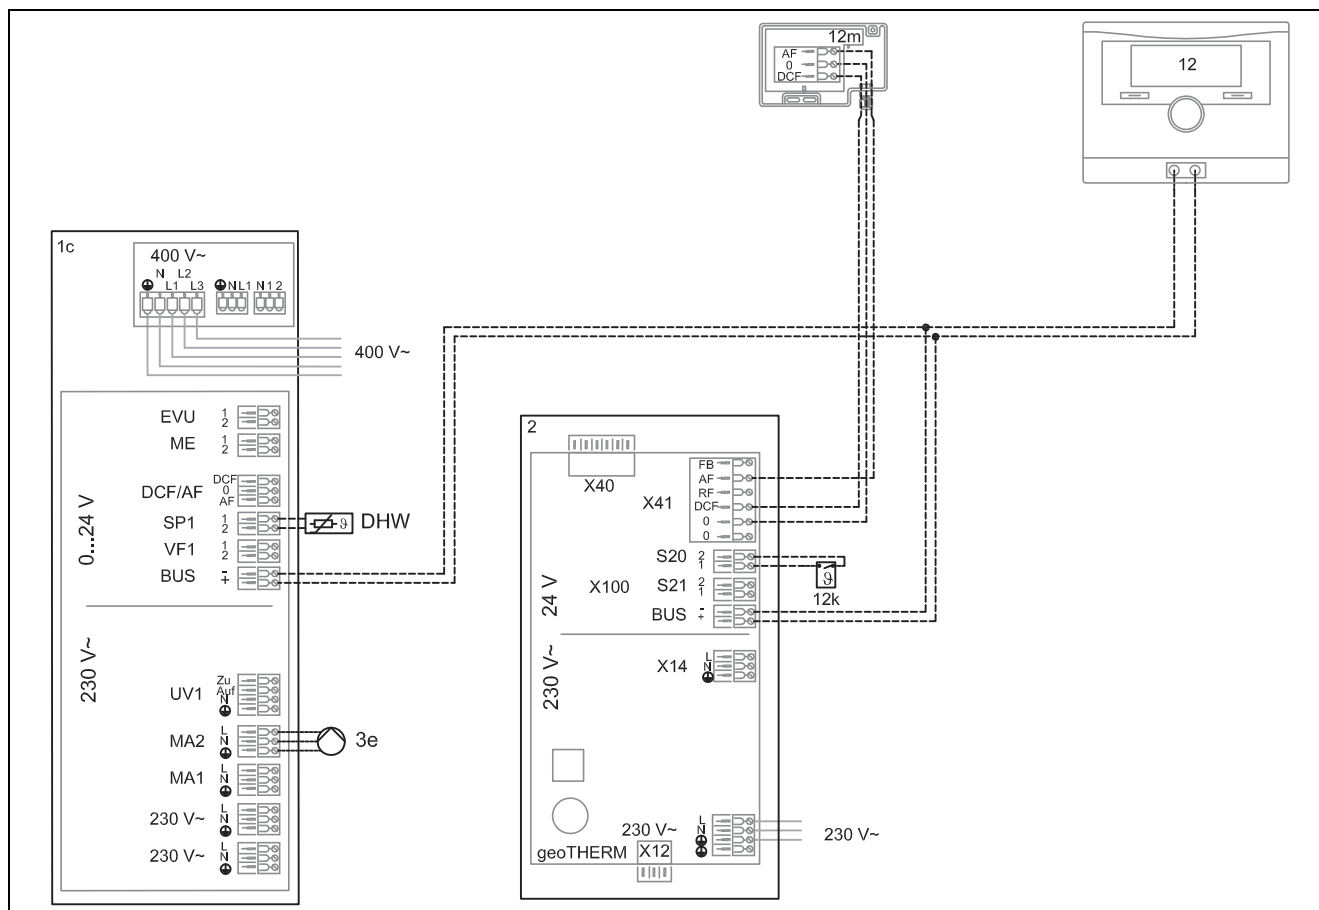 12m
AF
0
DCF
12
1c
400 V~
N L2
L1 L3
N L1
N 1 2
400 V~
EVU 1
2
ME 1
2
DCF/AF DCF
0
AF
SP1 1
2
DHW
VF1 1
2
BUS -
+
0...24 V
230 V~
UV1 Zu
Auf
N
MA2 L
N
3e
MA1 L
N
230 V~ L
N
230 V~ L
N
2
X40
X41
FB
AF
RF
DCF
0
0
X100
S20 2
1
S21 2
1
BUS -
+
12k
24 V
230 V~
X14 L
N
230 V~ L
N
230 V~
geoTHERM X12